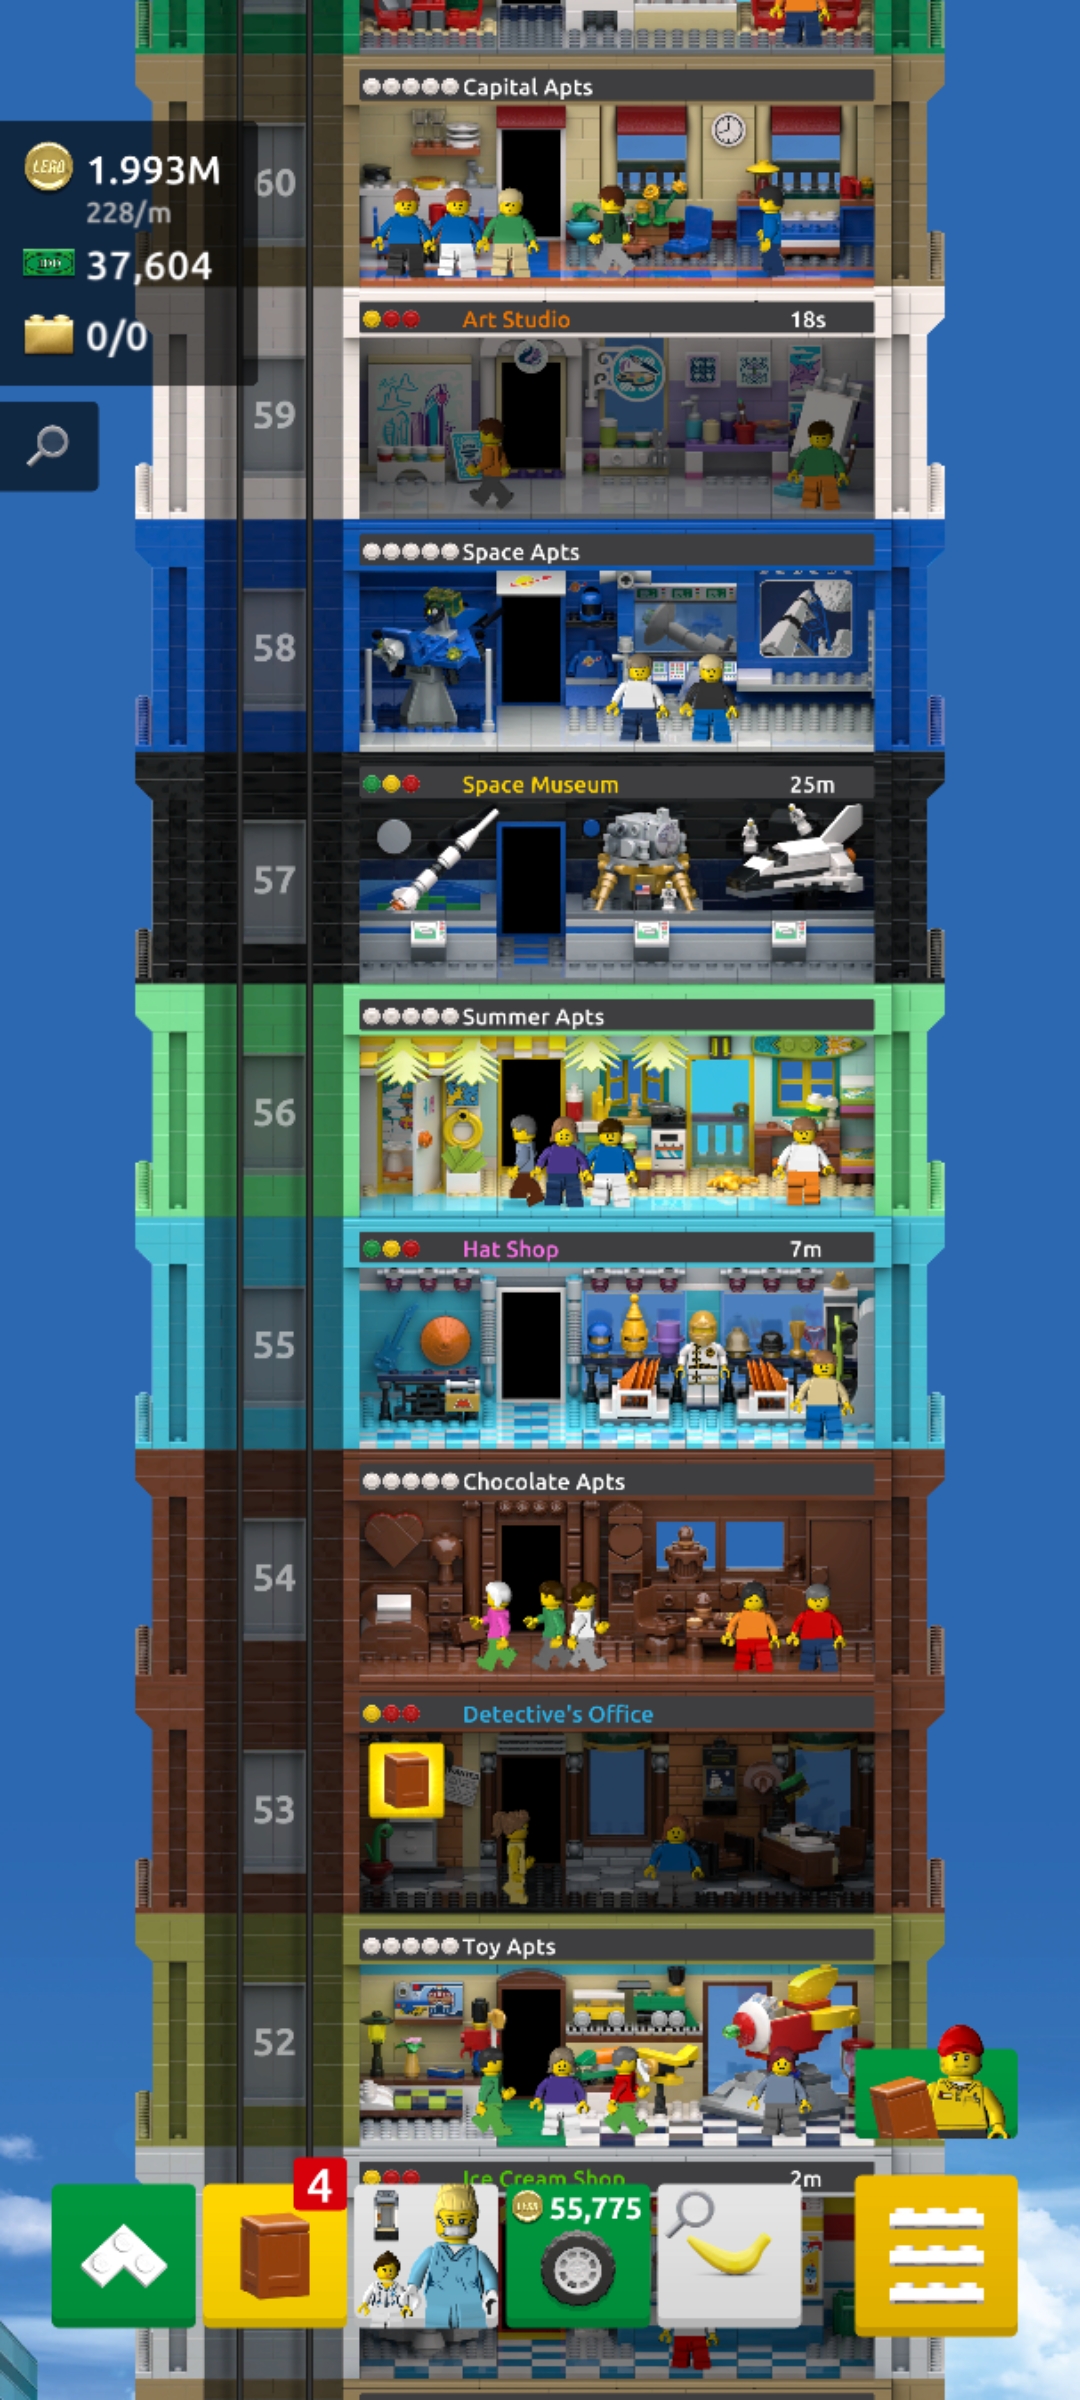 Capital Apts
LEGO 1.993M
228/m
60
37,604
0/0
Art Studio 18s
59
Space Apts
58
Space Museum 25m
57
Summer Apts
56
Hat Shop 7m
55
Chocolate Apts
54
Detective's Office
53
Toy Apts
52
Ice Cream Shop 2m
4
LEGO 55,775